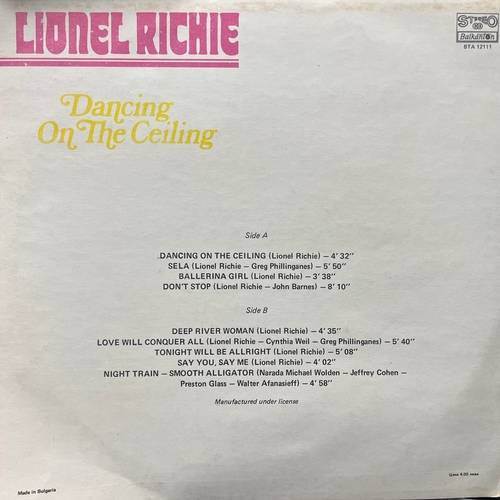 LIONEL RICHIE
STEREO
Balkanton
BTA 12111
Dancing
On The Ceiling
Side A
DANCING ON THE CEILING (Lionel Richie) – 4' 32"
SELA (Lionel Richie – Greg Phillinganes) – 5' 50"
BALLERINA GIRL (Lionel Richie) – 3' 38"
DON'T STOP (Lionel Richie – John Barnes) – 8' 10"
Side B
DEEP RIVER WOMAN (Lionel Richie) – 4' 35"
LOVE WILL CONQUER ALL (Lionel Richie – Cynthia Weil – Greg Phillinganes) – 5' 40"
TONIGHT WILL BE ALLRIGHT (Lionel Richie) – 5' 08"
SAY YOU, SAY ME (Lionel Richie) – 4' 02"
NIGHT TRAIN – SMOOTH ALLIGATOR (Narada Michael Wolden – Jeffrey Cohen –
Preston Glass – Walter Afanasieff) – 4' 58"
Manufactured under license
Made in Bulgaria
Цена 4.00 лева